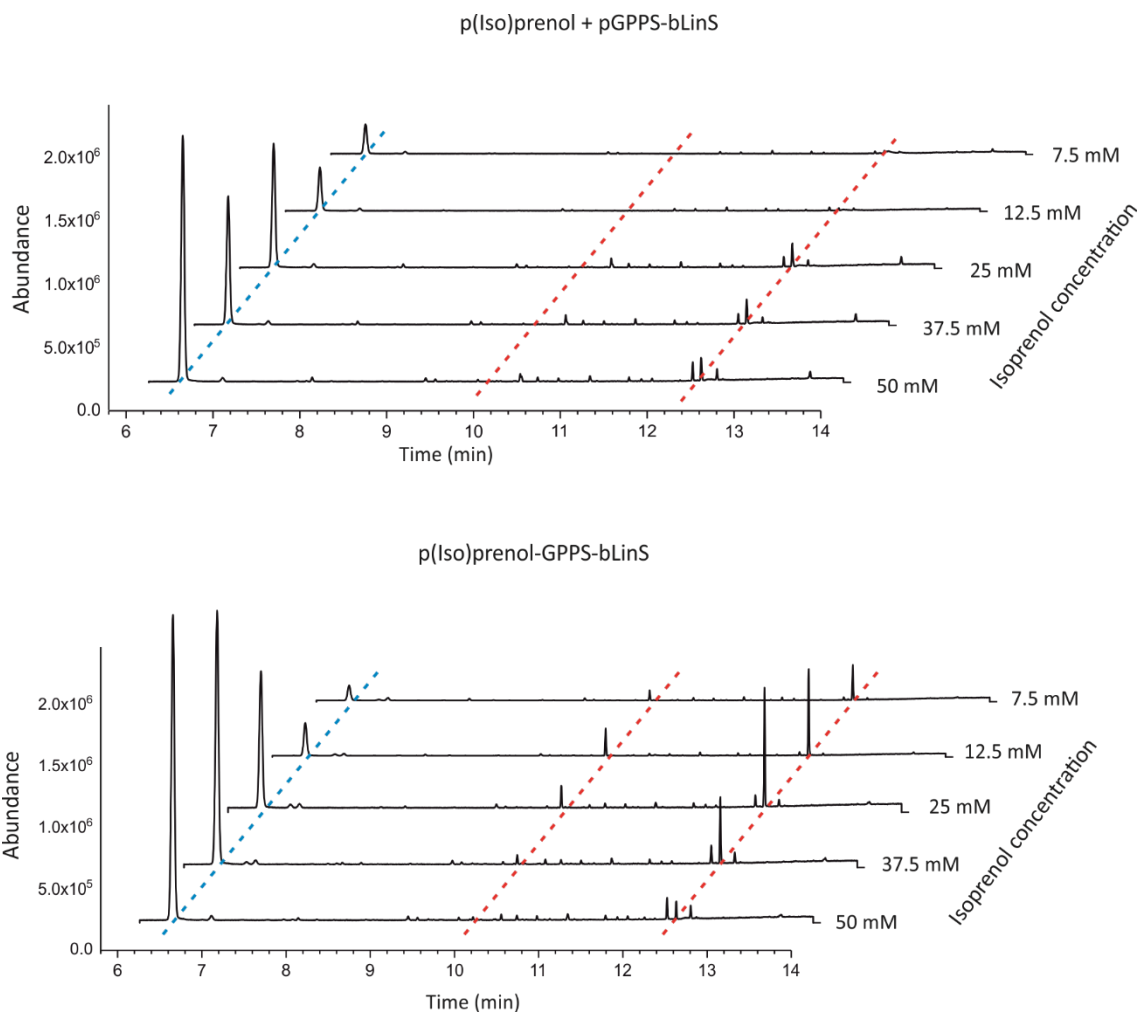 p(Iso)prenol + pGPPS-bLinS
2.0x10⁶
1.5x10⁶
1.0x10⁶
5.0x10⁵
0.0
Abundance
7.5 mM
12.5 mM
25 mM
37.5 mM
50 mM
Isoprenol concentration
6 7 8 9 10 11 12 13 14
Time (min)
p(Iso)prenol-GPPS-bLinS
2.0x10⁶
1.5x10⁶
1.0x10⁶
5.0x10⁵
0.0
Abundance
7.5 mM
12.5 mM
25 mM
37.5 mM
50 mM
Isoprenol concentration
6 7 8 9 10 11 12 13 14
Time (min)